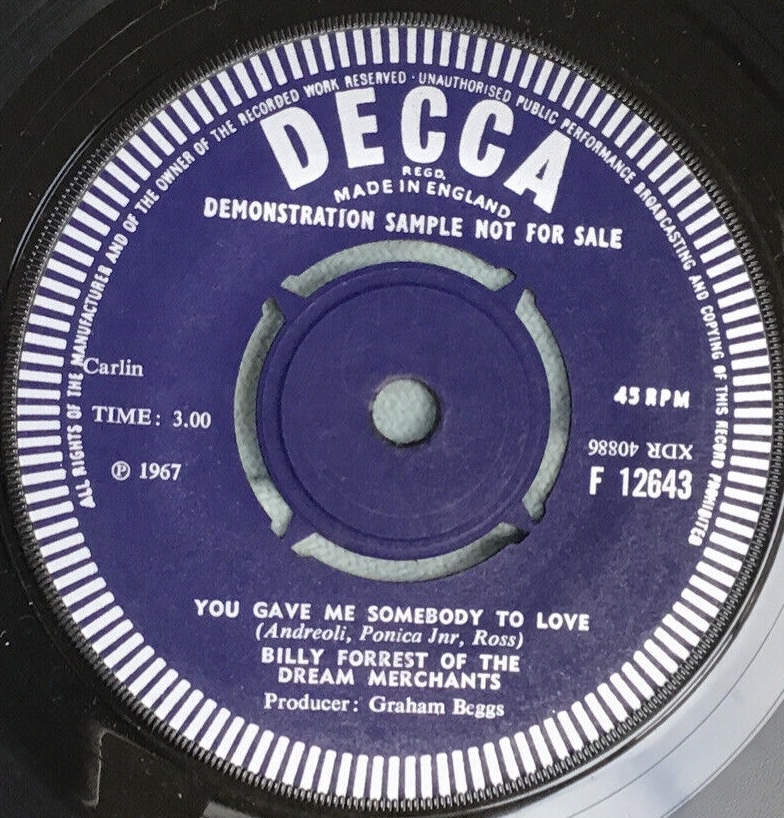 ALL RIGHTS OF THE MANUFACTURER AND OF THE OWNER OF THE RECORDED WORK RESERVED · UNAUTHORISED PUBLIC PERFORMANCE BROADCASTING AND COPYING OF THIS RECORD PROHIBITED
DECCA
REGD.
MADE IN ENGLAND
DEMONSTRATION SAMPLE NOT FOR SALE
Carlin
TIME: 3.00
℗ 1967
45 RPM
XDR 40886
F 12643
YOU GAVE ME SOMEBODY TO LOVE
(Andreoli, Ponica Jnr, Ross)
BILLY FORREST OF THE
DREAM MERCHANTS
Producer: Graham Beggs